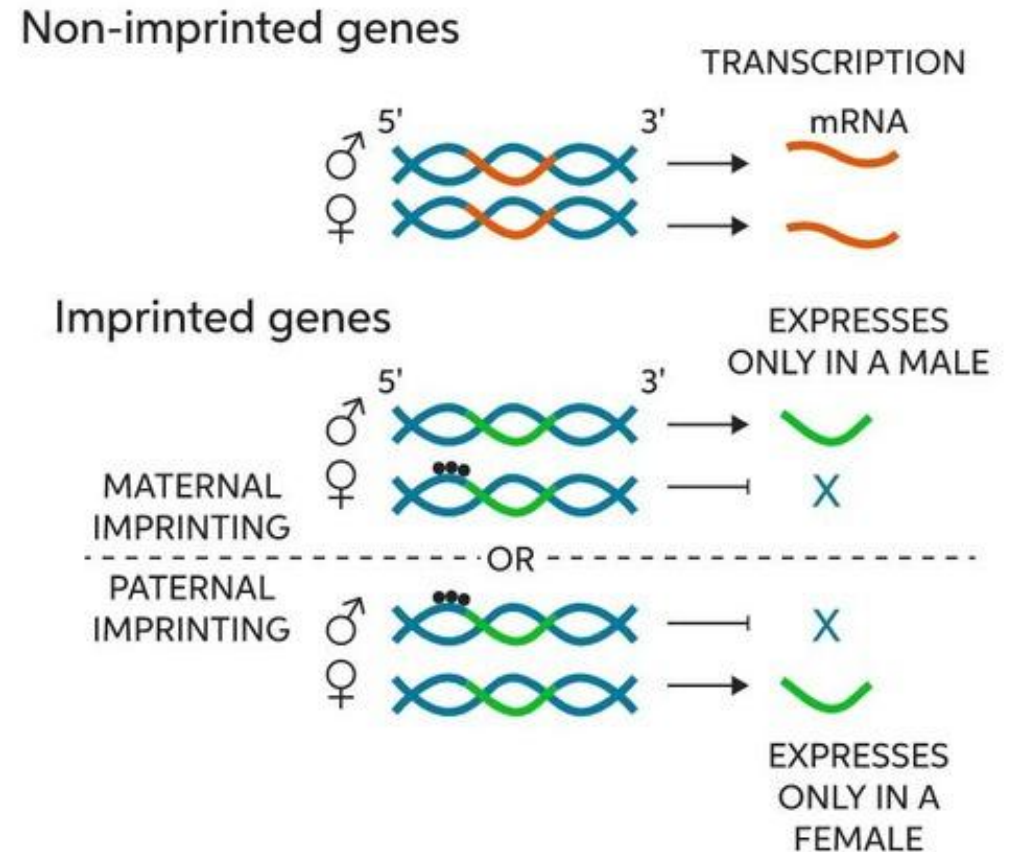 Non-imprinted genes
TRANSCRIPTION
5'
3'
mRNA
♂
♀
Imprinted genes
EXPRESSES
ONLY IN A MALE
5'
3'
♂
♀
X
MATERNAL
IMPRINTING
OR
PATERNAL
IMPRINTING
♂
X
♀
EXPRESSES
ONLY IN A
FEMALE